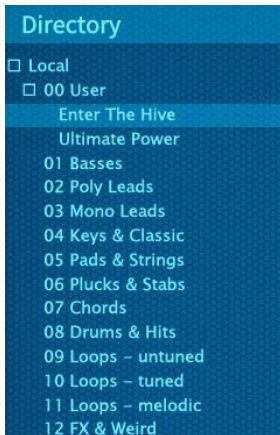 Directory
Local
00 User
Enter The Hive
Ultimate Power
01 Basses
02 Poly Leads
03 Mono Leads
04 Keys & Classic
05 Pads & Strings
06 Plucks & Stabs
07 Chords
08 Drums & Hits
09 Loops – untuned
10 Loops – tuned
11 Loops – melodic
12 FX & Weird